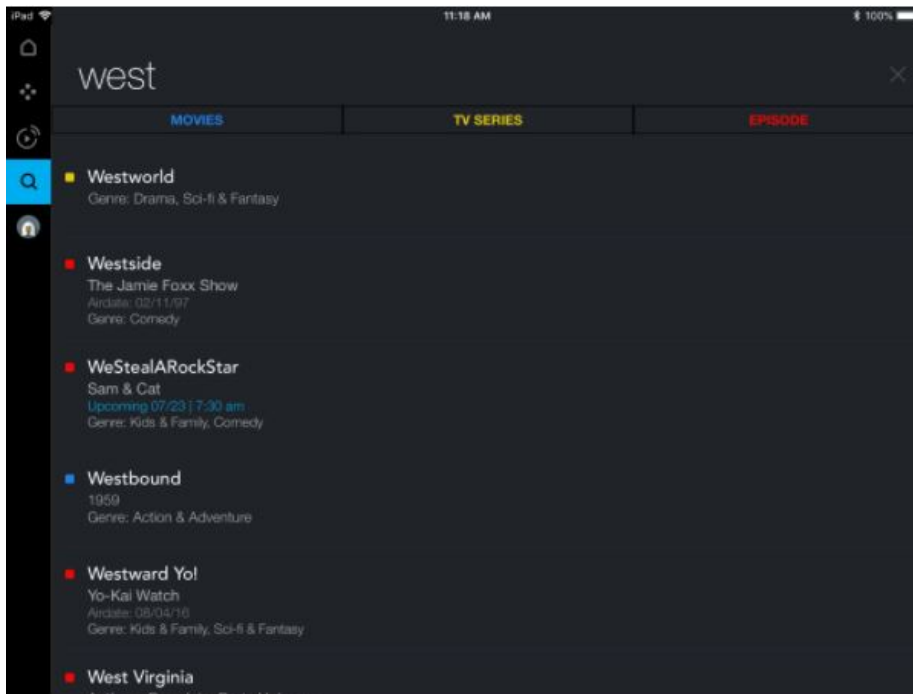 iPad 11:18 AM 100%
west
MOVIES TV SERIES EPISODE
Westworld
Genre: Drama, Sci-fi & Fantasy
Westside
The Jamie Foxx Show
Airdate: 02/11/97
Genre: Comedy
WeStealARockStar
Sam & Cat
Upcoming 07/23 | 7:30 am
Genre: Kids & Family, Comedy
Westbound
1959
Genre: Action & Adventure
Westward Yo!
Yo-Kai Watch
Airdate: 08/04/16
Genre: Kids & Family, Sci-fi & Fantasy
West Virginia